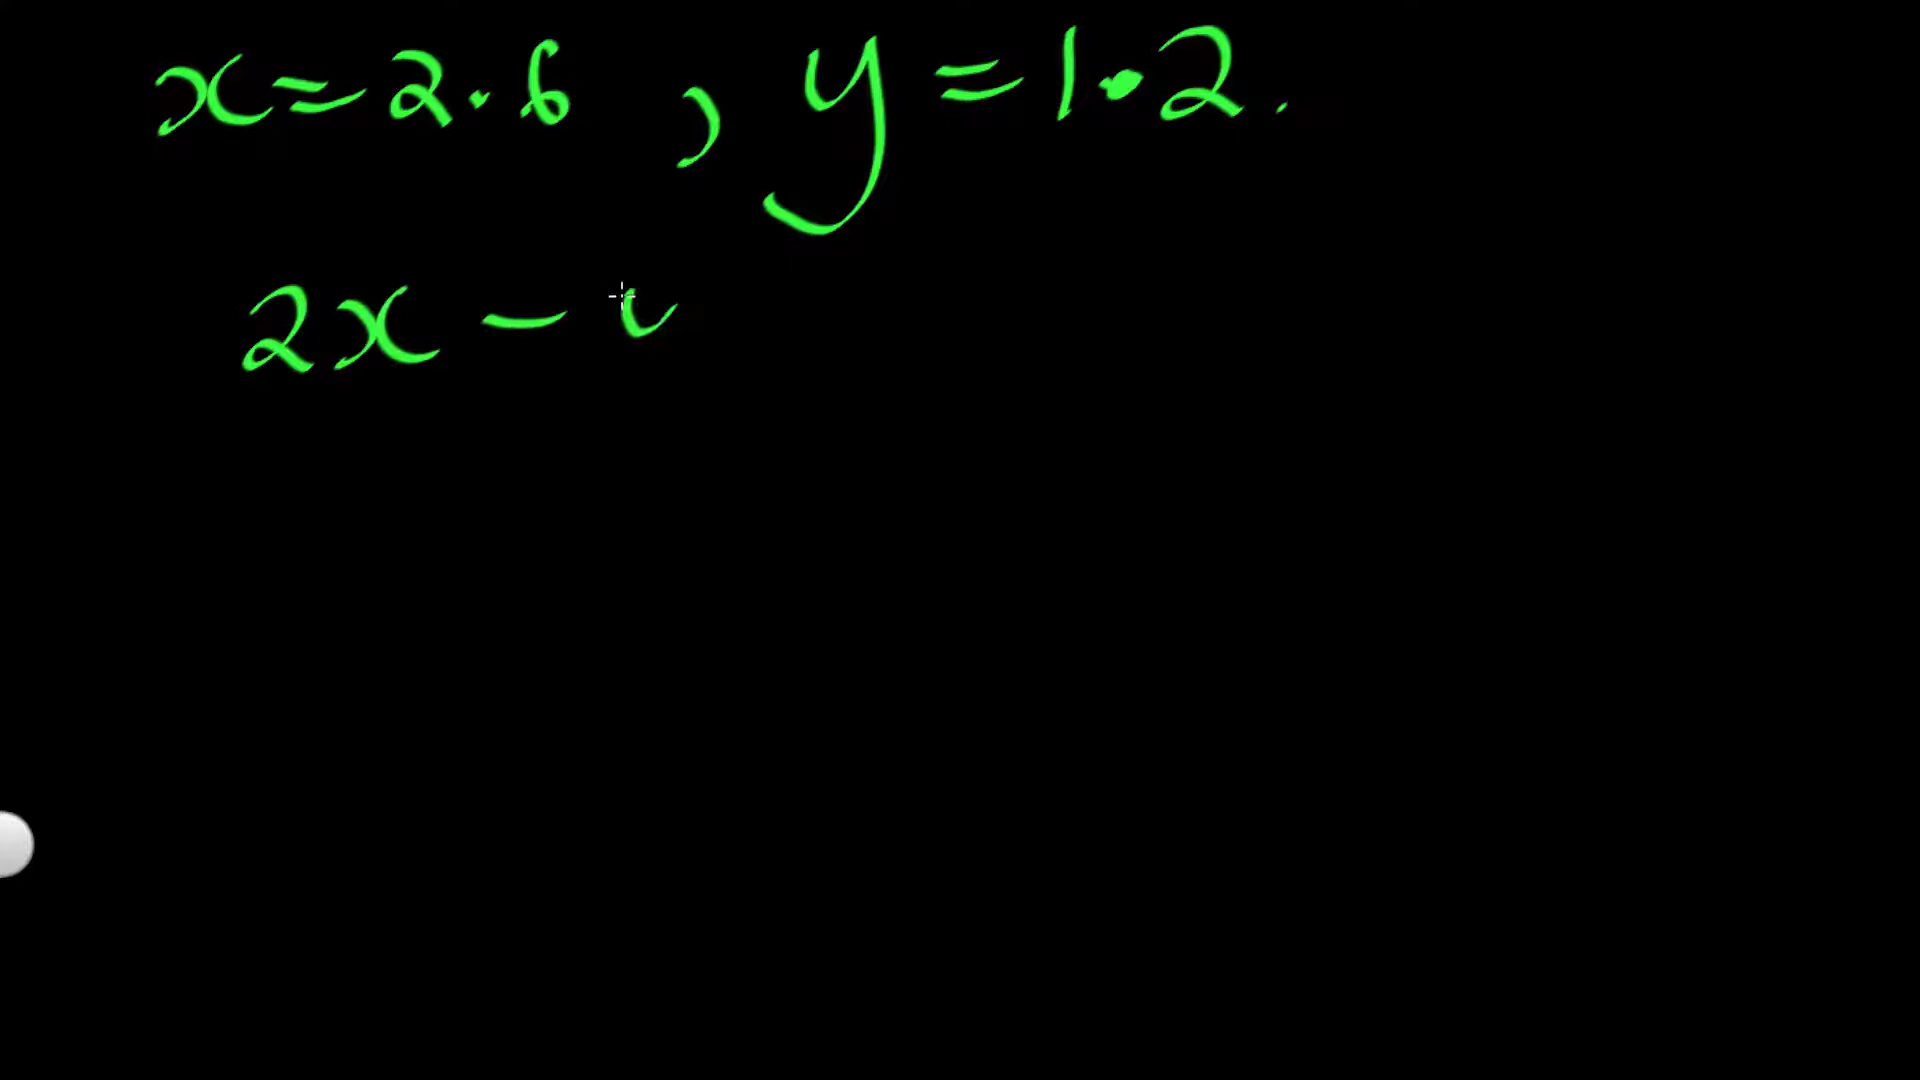 x = 2.6 , y = 1.2.
2x -